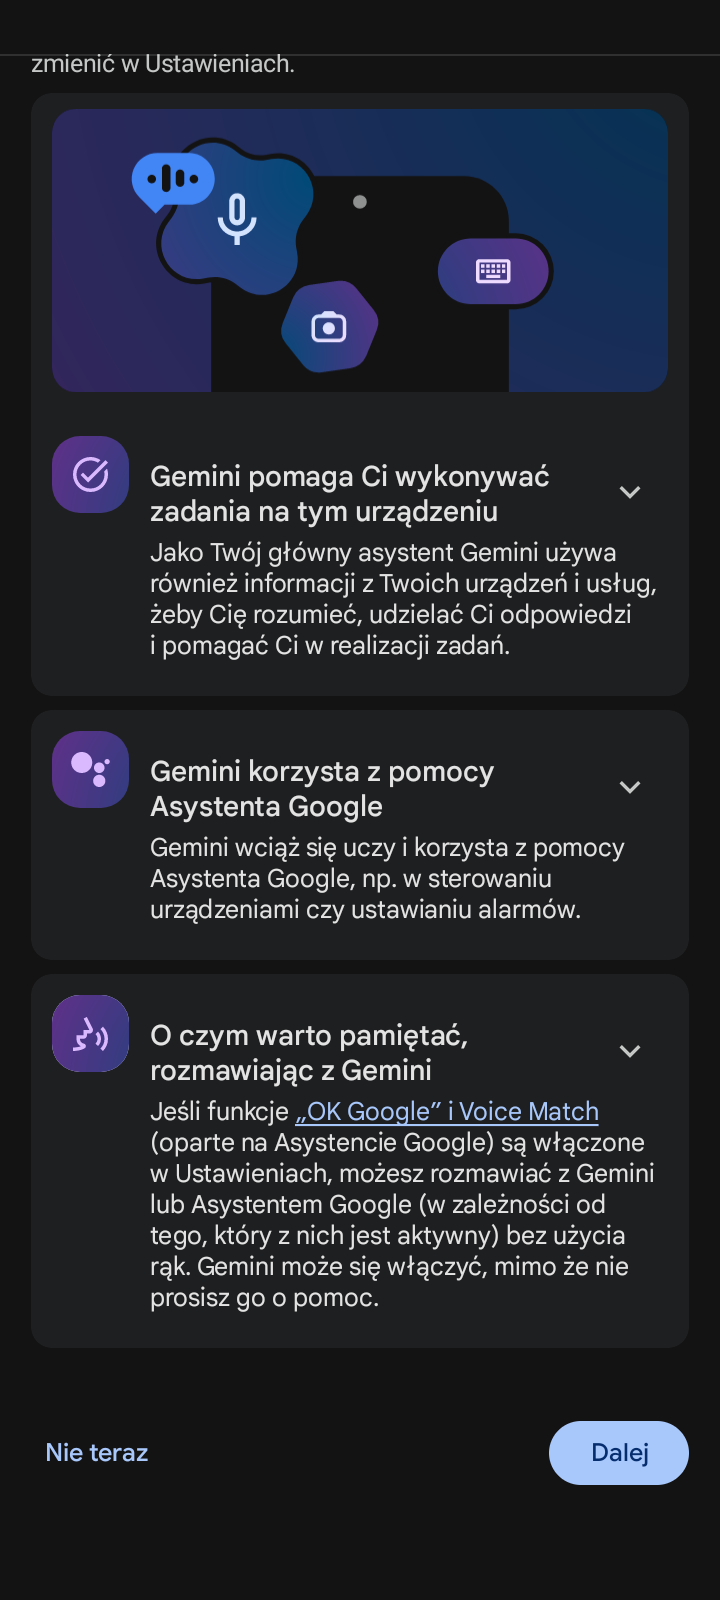 zmienić w Ustawieniach.
Gemini pomaga Ci wykonywać
zadania na tym urządzeniu
Jako Twój główny asystent Gemini używa
również informacji z Twoich urządzeń i usług,
żeby Cię rozumieć, udzielać Ci odpowiedzi
i pomagać Ci w realizacji zadań.
Gemini korzysta z pomocy
Asystenta Google
Gemini wciąż się uczy i korzysta z pomocy
Asystenta Google, np. w sterowaniu
urządzeniami czy ustawianiu alarmów.
O czym warto pamiętać,
rozmawiając z Gemini
Jeśli funkcje „OK Google” i Voice Match
(oparte na Asystencie Google) są włączone
w Ustawieniach, możesz rozmawiać z Gemini
lub Asystentem Google (w zależności od
tego, który z nich jest aktywny) bez użycia
rąk. Gemini może się włączyć, mimo że nie
prosisz go o pomoc.
Nie teraz
Dalej